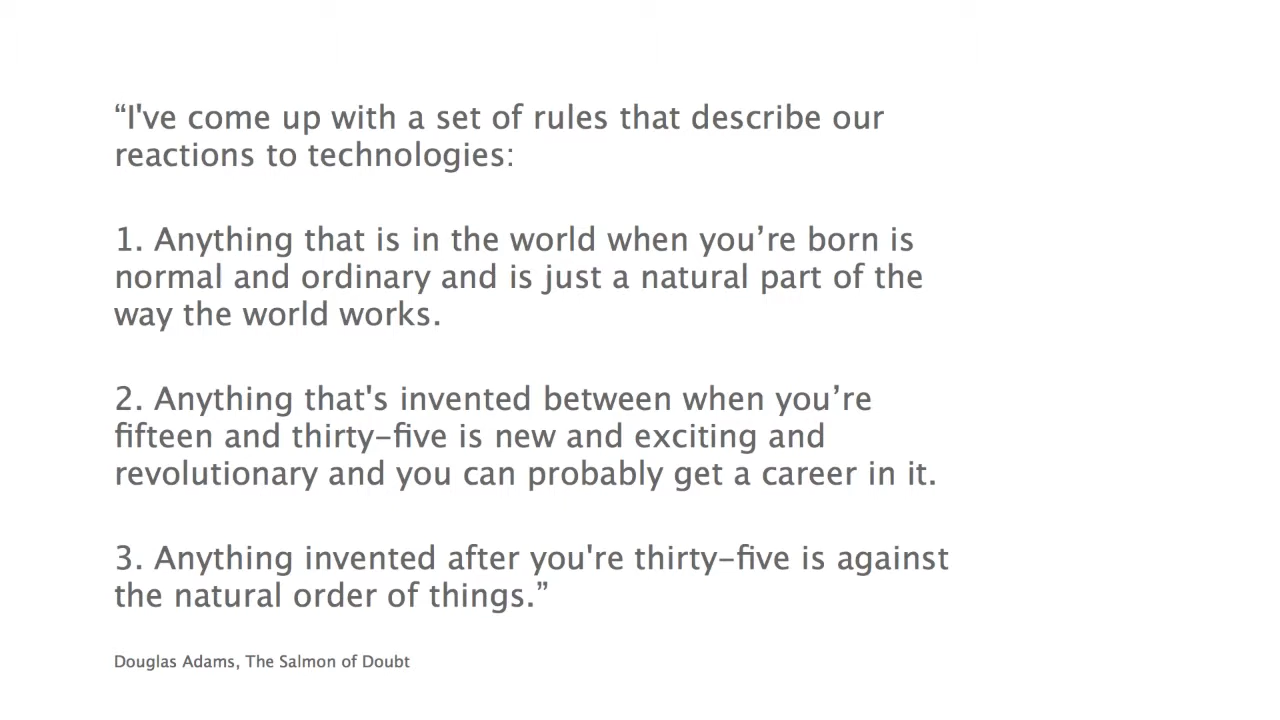 “I've come up with a set of rules that describe our
reactions to technologies:
1. Anything that is in the world when you’re born is
normal and ordinary and is just a natural part of the
way the world works.
2. Anything that's invented between when you’re
fifteen and thirty-five is new and exciting and
revolutionary and you can probably get a career in it.
3. Anything invented after you're thirty-five is against
the natural order of things.”
Douglas Adams, The Salmon of Doubt